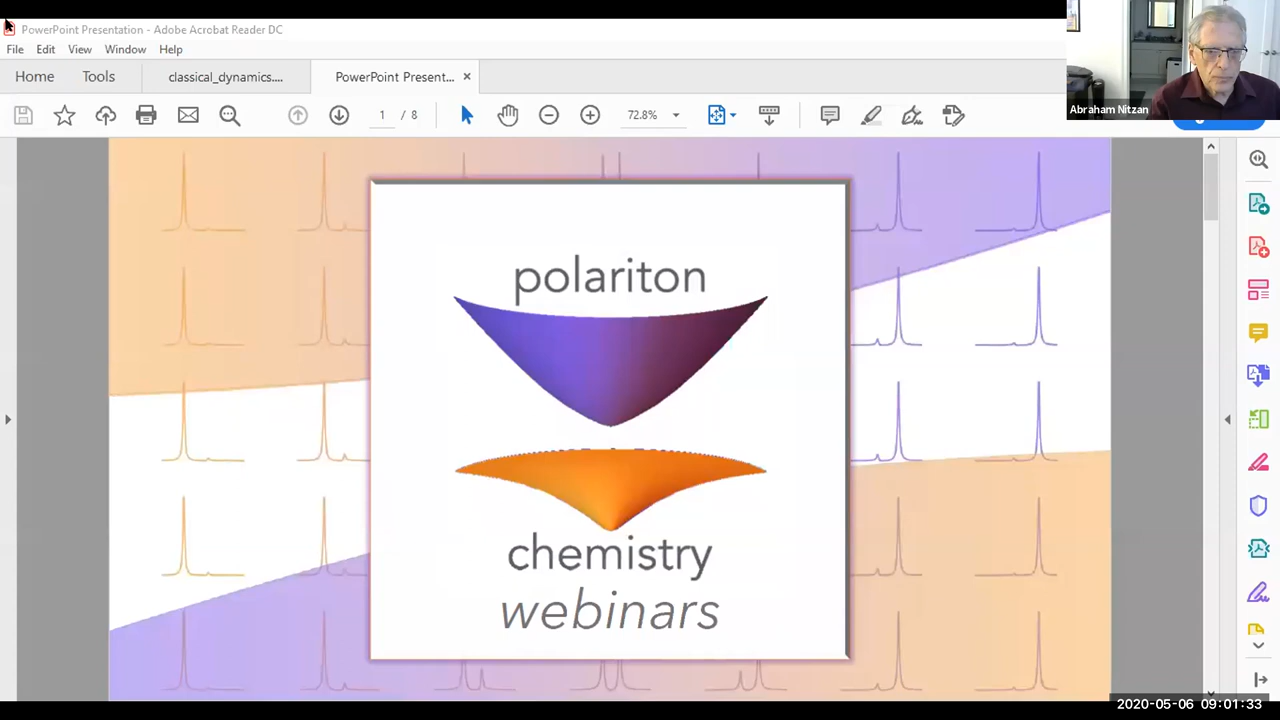 PowerPoint Presentation - Adobe Acrobat Reader DC
File Edit View Window Help
Home Tools classical_dynamics.... PowerPoint Present... ×
1 / 8 72.8%
Abraham Nitzan
polariton
chemistry
webinars
2020-05-06 09:01:33